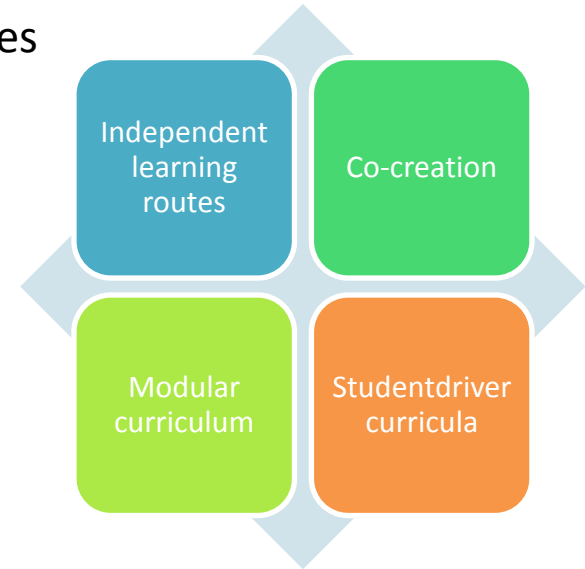 es
Independent
learning
routes
Co-creation
Modular
curriculum
Studentdriver
curricula